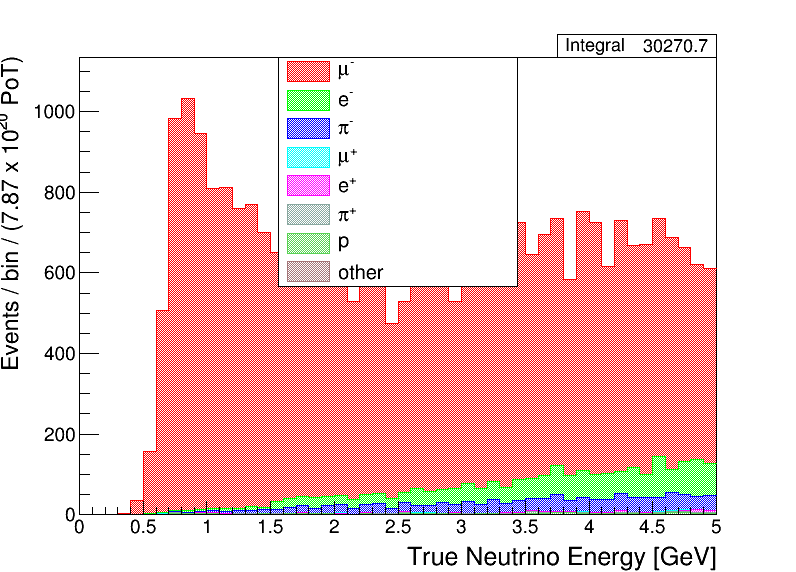 Integral 30270.7
Events / bin / (7.87 x 10²⁰ PoT)
1000
800
600
400
200
0
μ⁻
e⁻
π⁻
μ⁺
e⁺
π⁺
p
other
0 0.5 1 1.5 2 2.5 3 3.5 4 4.5 5
True Neutrino Energy [GeV]